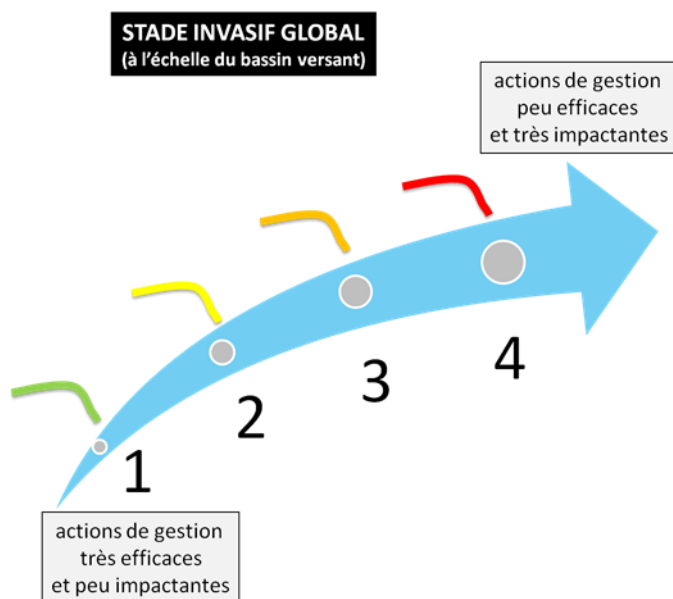 STADE INVASIF GLOBAL
(à l'échelle du bassin versant)
actions de gestion
peu efficaces
et très impactantes
4
3
2
1
actions de gestion
très efficaces
et peu impactantes